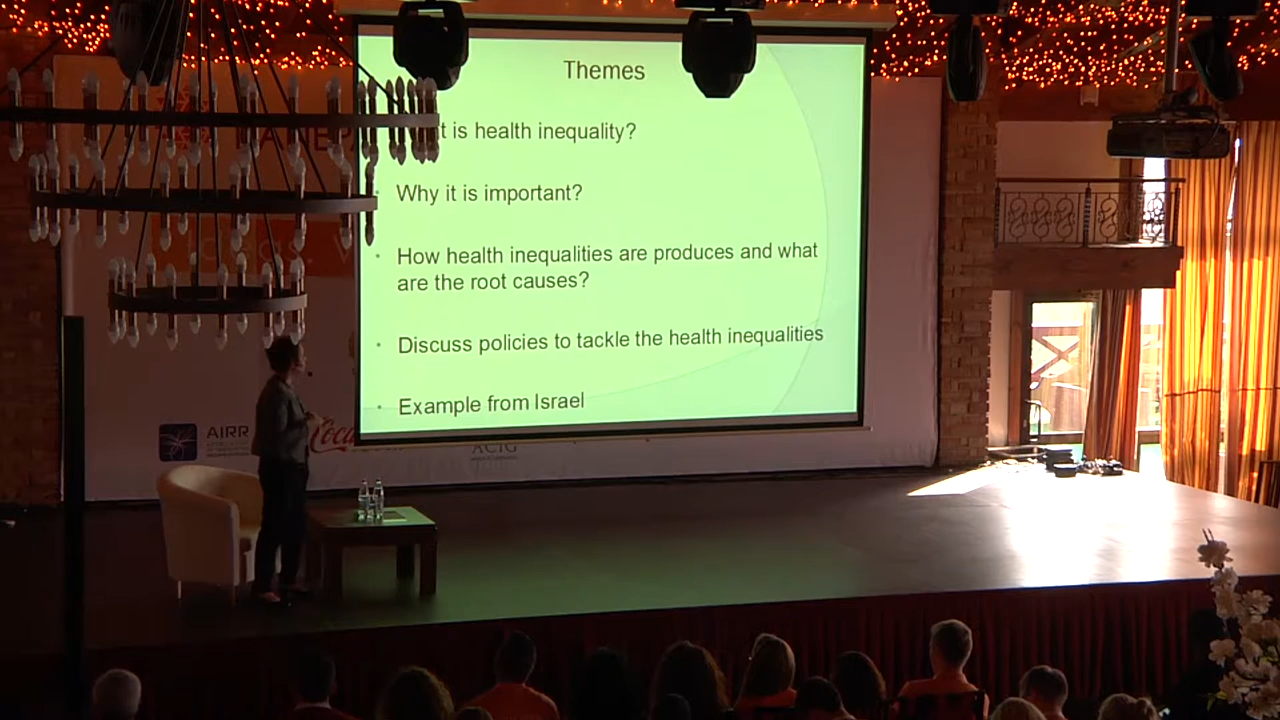 Themes
is health inequality?
Why it is important?
How health inequalities are produces and what
are the root causes?
Discuss policies to tackle the health inequalities
Example from Israel
AIRR
ACIG